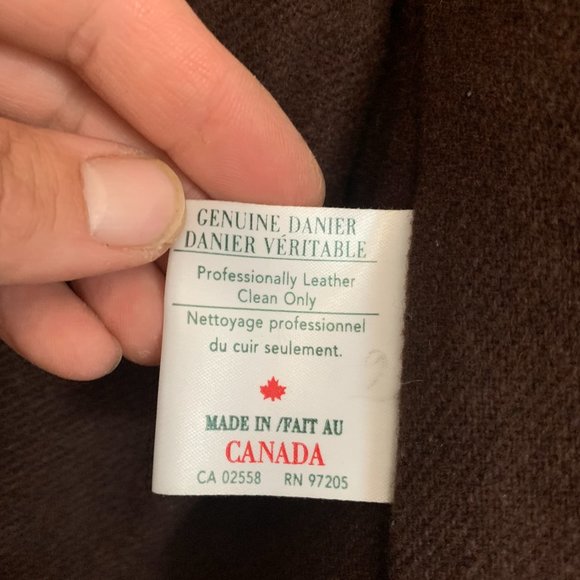 GENUINE DANIER
DANIER VÉRITABLE
Professionally Leather
Clean Only
Nettoyage professionnel
du cuir seulement.
MADE IN /FAIT AU
CANADA
CA 02558 RN 97205